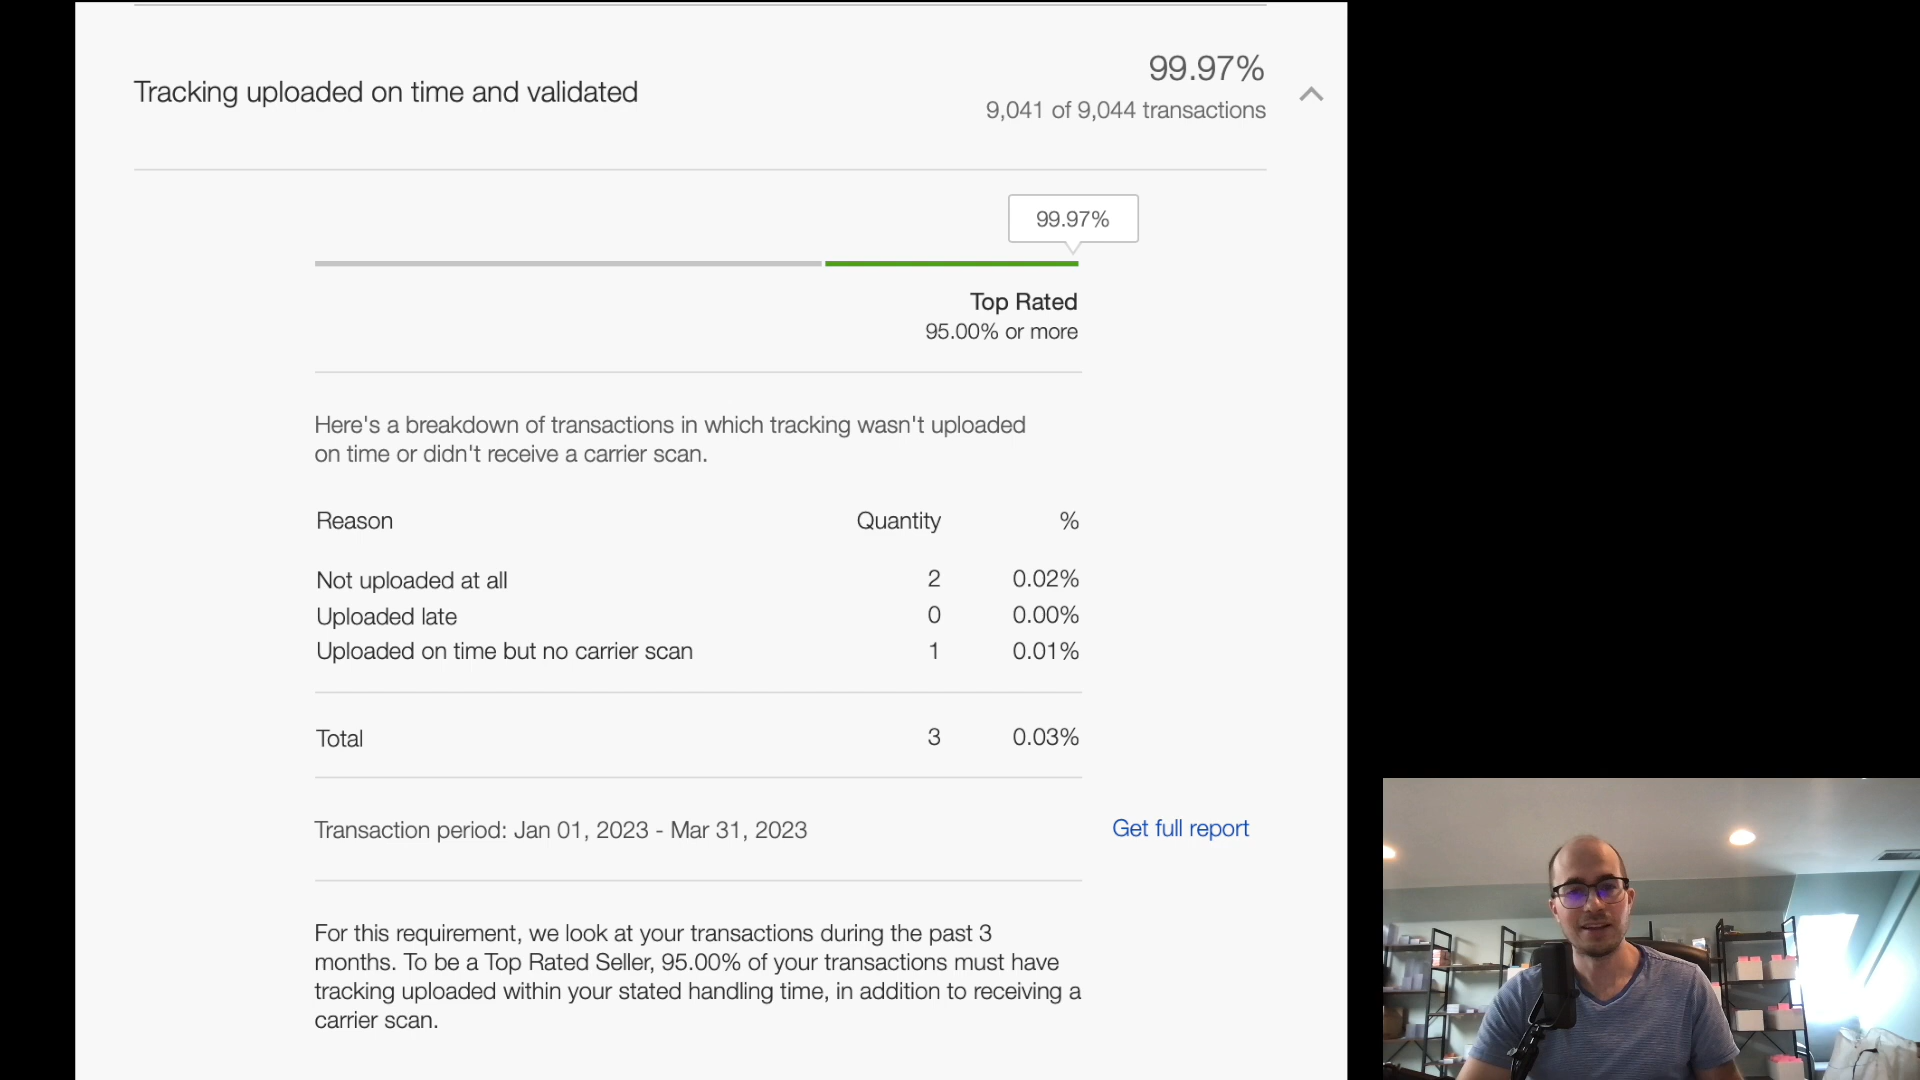 Tracking uploaded on time and validated
99.97%
9,041 of 9,044 transactions
99.97%
Top Rated
95.00% or more
Here's a breakdown of transactions in which tracking wasn't uploaded
on time or didn't receive a carrier scan.
Reason Quantity %
Not uploaded at all 2 0.02%
Uploaded late 0 0.00%
Uploaded on time but no carrier scan 1 0.01%
Total 3 0.03%
Transaction period: Jan 01, 2023 - Mar 31, 2023
Get full report
For this requirement, we look at your transactions during the past 3
months. To be a Top Rated Seller, 95.00% of your transactions must have
tracking uploaded within your stated handling time, in addition to receiving a
carrier scan.